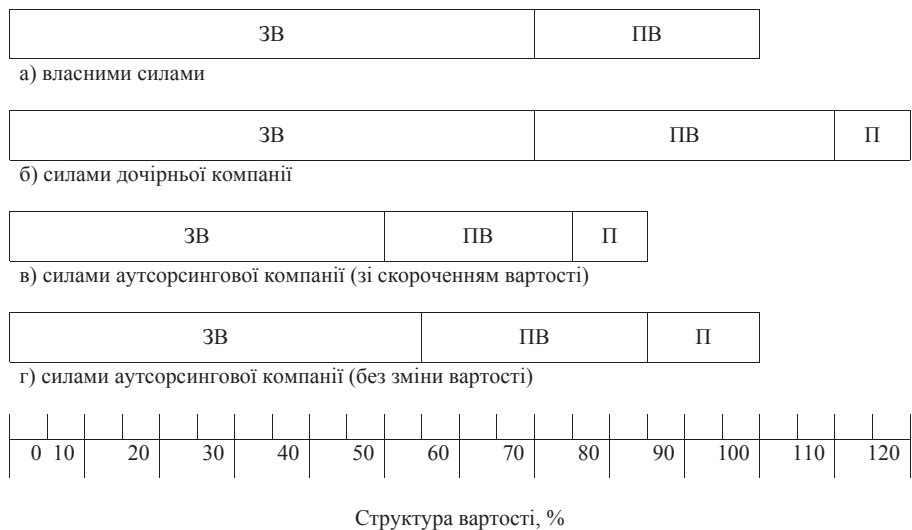 ЗВ ПВ
а) власними силами
ЗВ ПВ П
б) силами дочірньої компанії
ЗВ ПВ П
в) силами аутсорсингової компанії (зі скороченням вартості)
ЗВ ПВ П
г) силами аутсорсингової компанії (без зміни вартості)
0 10 20 30 40 50 60 70 80 90 100 110 120
Структура вартості, %